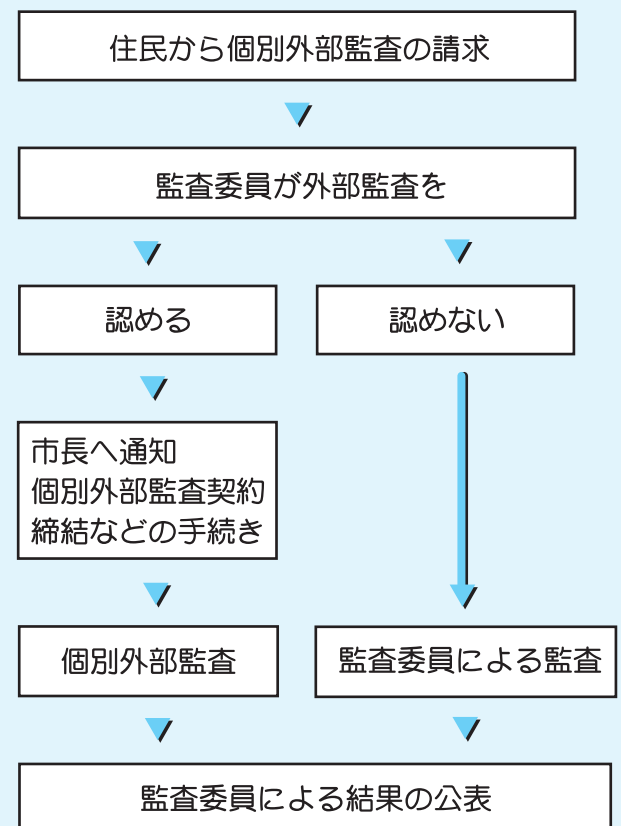 住民から個別外部監査の請求
監査委員が外部監査を
認める
認めない
市長へ通知
個別外部監査契約
締結などの手続き
個別外部監査
監査委員による監査
監査委員による結果の公表